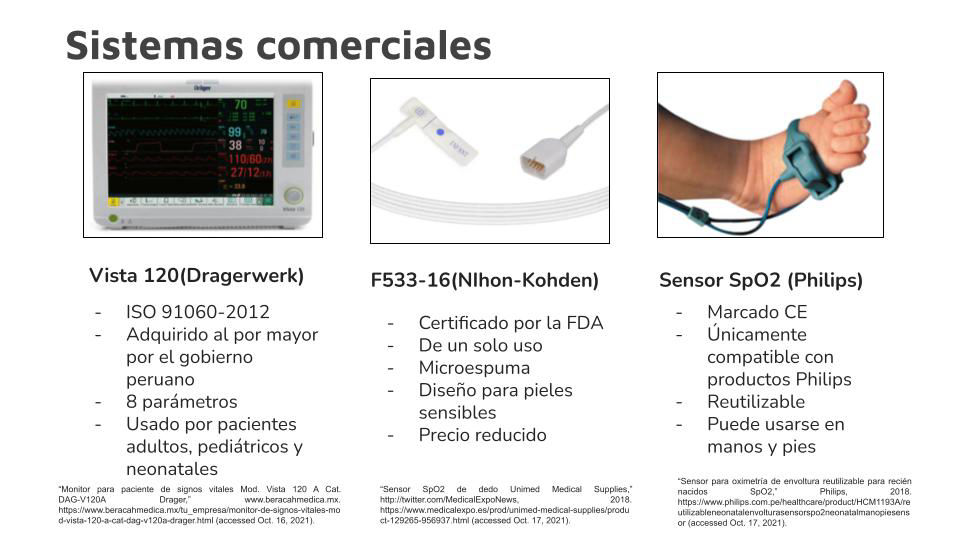 Sistemas comerciales
Dräger
70
99
38
110/60
27/12
Vista 120
INFANT
Vista 120(Dragerwerk)
- ISO 91060-2012
- Adquirido al por mayor
por el gobierno
peruano
- 8 parámetros
- Usado por pacientes
adultos, pediátricos y
neonatales
“Monitor para paciente de signos vitales Mod. Vista 120 A Cat.
DAG-V120A Drager,” www.beracahmedica.mx.
https://www.beracahmedica.mx/tu_empresa/monitor-de-signos-vitales-mo
d-vista-120-a-cat-dag-v120a-drager.html (accessed Oct. 16, 2021).
F533-16(NIhon-Kohden)
- Certificado por la FDA
- De un solo uso
- Microespuma
- Diseño para pieles
sensibles
- Precio reducido
“Sensor SpO2 de dedo Unimed Medical Supplies,”
http://twitter.com/MedicalExpoNews, 2018.
https://www.medicalexpo.es/prod/unimed-medical-supplies/produ
ct-129265-956937.html (accessed Oct. 17, 2021).
Sensor SpO2 (Philips)
- Marcado CE
- Únicamente
compatible con
productos Philips
- Reutilizable
- Puede usarse en
manos y pies
“Sensor para oximetría de envoltura reutilizable para recién
nacidos SpO2,” Philips, 2018.
https://www.philips.com.pe/healthcare/product/HCM1193A/re
utilizableneonatalenvolturasensorspo2neonatalmanopiesens
or (accessed Oct. 17, 2021).